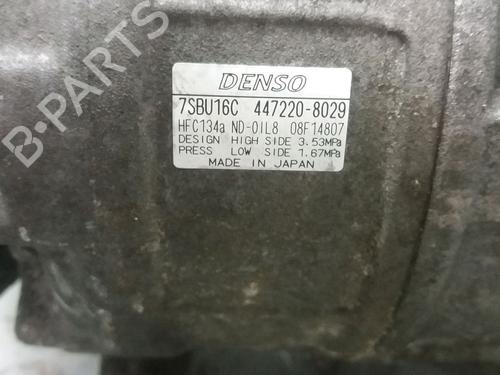 B-PARTS
DENSO
7SBU16C 447220-8029
HFC134a ND-OIL8 08F14807
DESIGN HIGH SIDE 3.53MPa
PRESS LOW SIDE 1.67MPa
MADE IN JAPAN